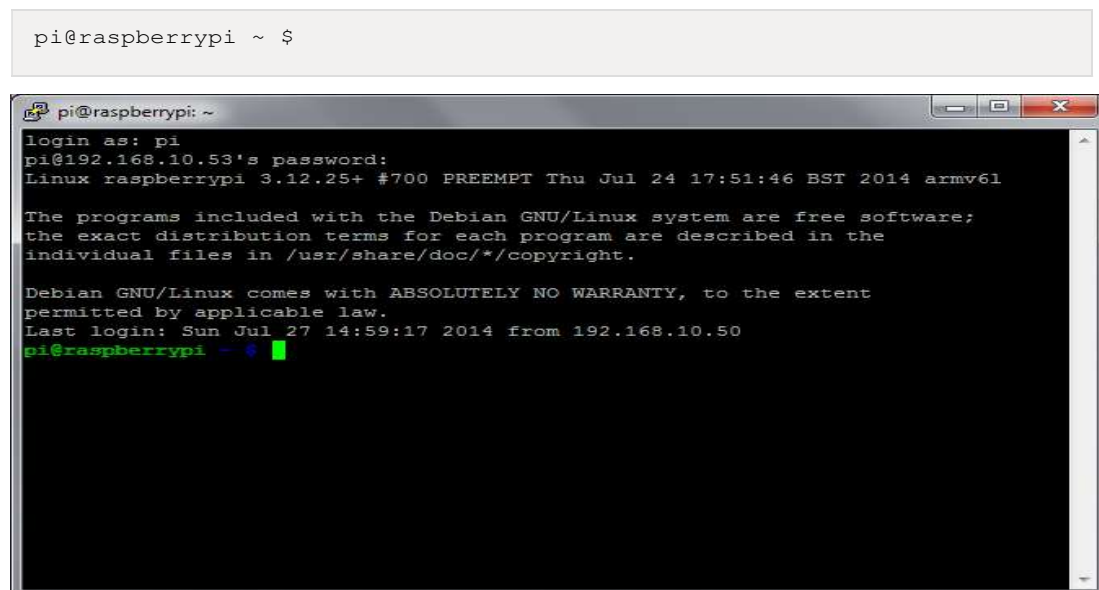 pi@raspberrypi ~ $
pi@raspberrypi: ~
login as: pi
pi@192.168.10.53's password:
Linux raspberrypi 3.12.25+ #700 PREEMPT Thu Jul 24 17:51:46 BST 2014 armv6l
The programs included with the Debian GNU/Linux system are free software;
the exact distribution terms for each program are described in the
individual files in /usr/share/doc/*/copyright.
Debian GNU/Linux comes with ABSOLUTELY NO WARRANTY, to the extent
permitted by applicable law.
Last login: Sun Jul 27 14:59:17 2014 from 192.168.10.50
pi@raspberrypi ~ $